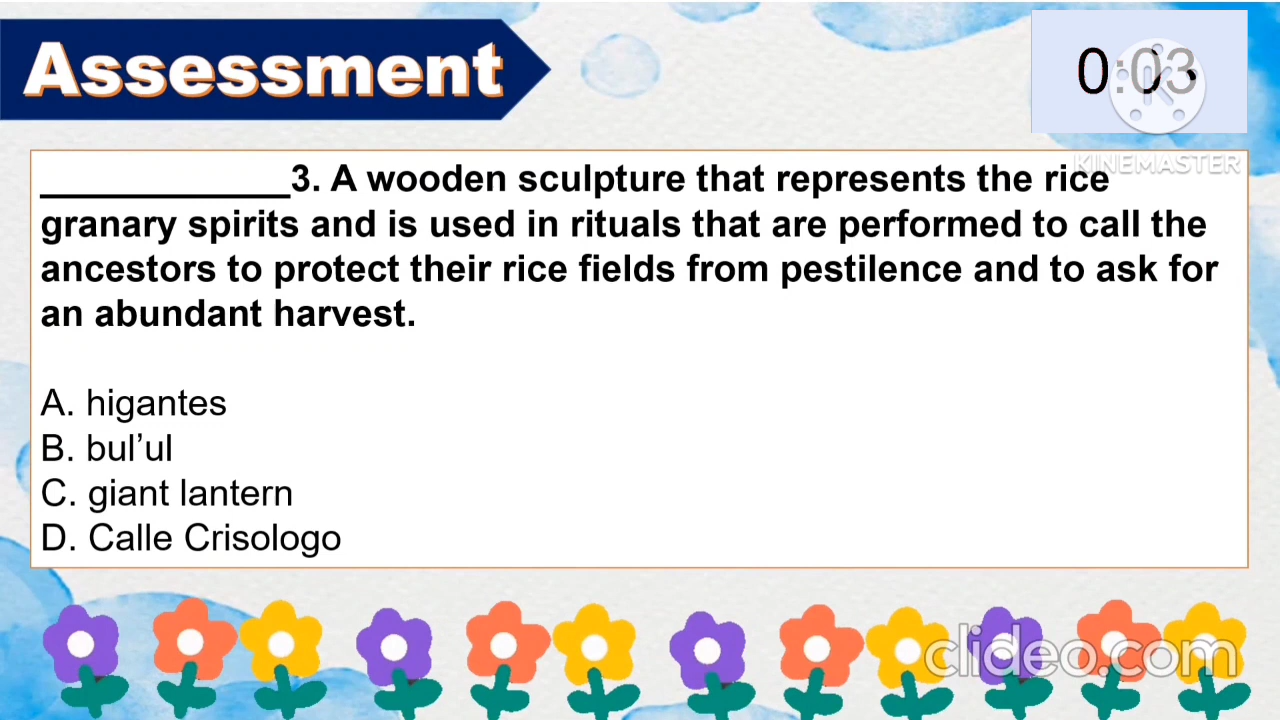 Assessment
0:03
KINEMASTER
____________3. A wooden sculpture that represents the rice
granary spirits and is used in rituals that are performed to call the
ancestors to protect their rice fields from pestilence and to ask for
an abundant harvest.
A. higantes
B. bul’ul
C. giant lantern
D. Calle Crisologo
clideo.com